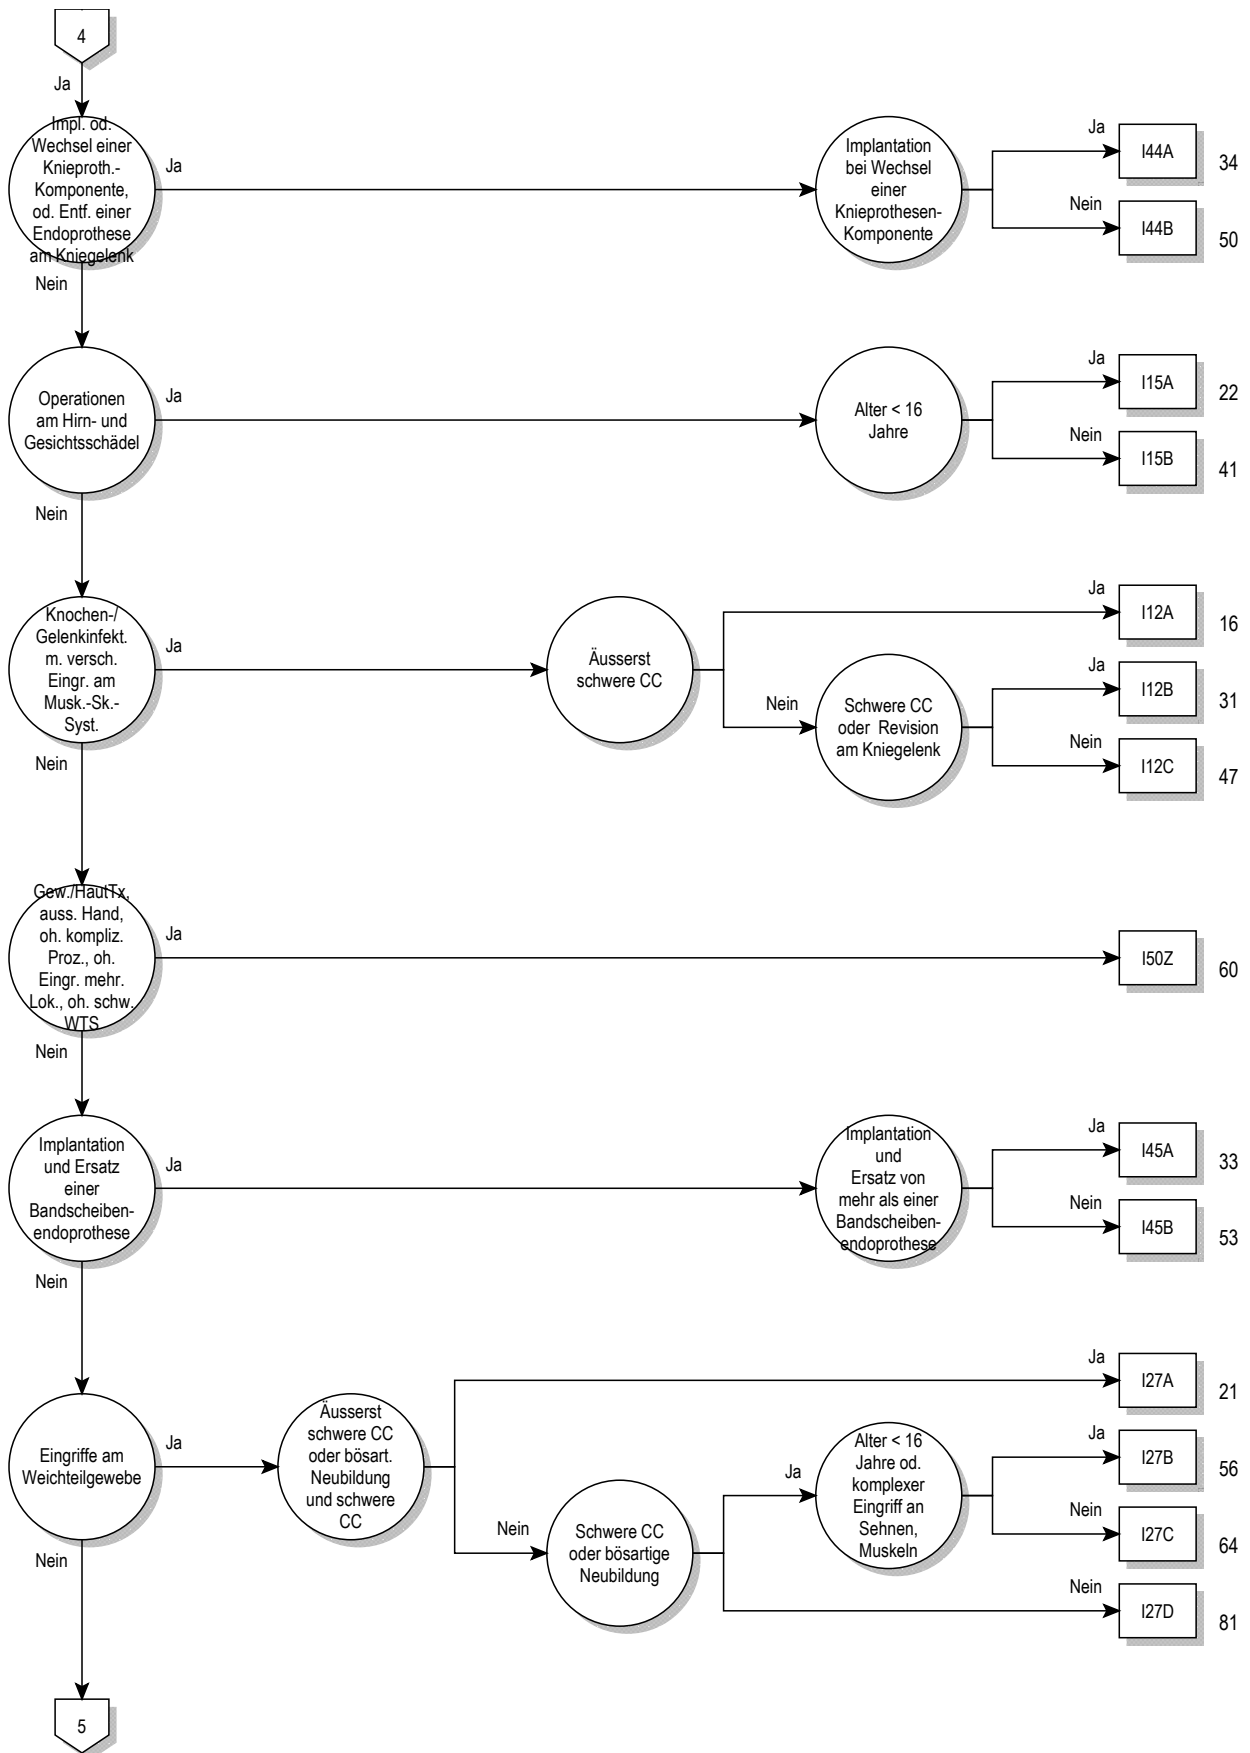 4
Ja
Impl. od.
Wechsel einer
Knieproth.-
Komponente,
od. Entf. einer
Endoprothese
am Kniegelenk
Ja
Implantation
bei Wechsel
einer
Knieprothesen-
Komponente
Ja
I44A
34
Nein
I44B
50
Nein
Operationen
am Hirn- und
Gesichtsschädel
Ja
Alter < 16
Jahre
Ja
I15A
22
Nein
I15B
41
Nein
Knochen-/
Gelenkinfekt.
m. versch.
Eingr. am
Musk.-Sk.-
Syst.
Ja
Äusserst
schwere CC
Ja
I12A
16
Nein
Schwere CC
oder Revision
am Kniegelenk
Ja
I12B
31
Nein
I12C
47
Nein
Gew./HautTx,
auss. Hand,
oh. kompliz.
Proz., oh.
Eingr. mehr.
Lok., oh. schw.
WTS
Ja
I50Z
60
Nein
Implantation
und Ersatz
einer
Bandscheiben-
endoprothese
Ja
Implantation
und
Ersatz von
mehr als einer
Bandscheiben-
endoprothese
Ja
I45A
33
Nein
I45B
53
Nein
Eingriffe am
Weichteilgewebe
Ja
Äusserst
schwere CC
oder bösart.
Neubildung
und schwere
CC
Ja
I27A
21
Nein
Schwere CC
oder bösartige
Neubildung
Ja
Alter < 16
Jahre od.
komplexer
Eingriff an
Sehnen,
Muskeln
Ja
I27B
56
Nein
I27C
64
Nein
I27D
81
Nein
5